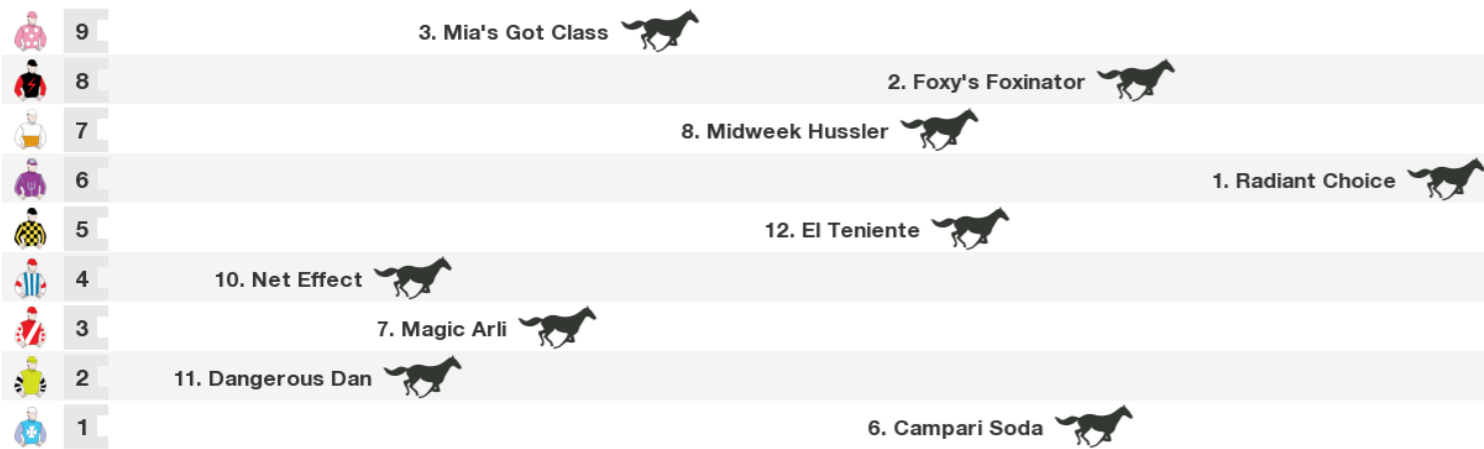 9 3. Mia's Got Class
8 2. Foxy's Foxinator
7 8. Midweek Hussler
6 1. Radiant Choice
5 12. El Teniente
4 10. Net Effect
3 7. Magic Arli
2 11. Dangerous Dan
1 6. Campari Soda